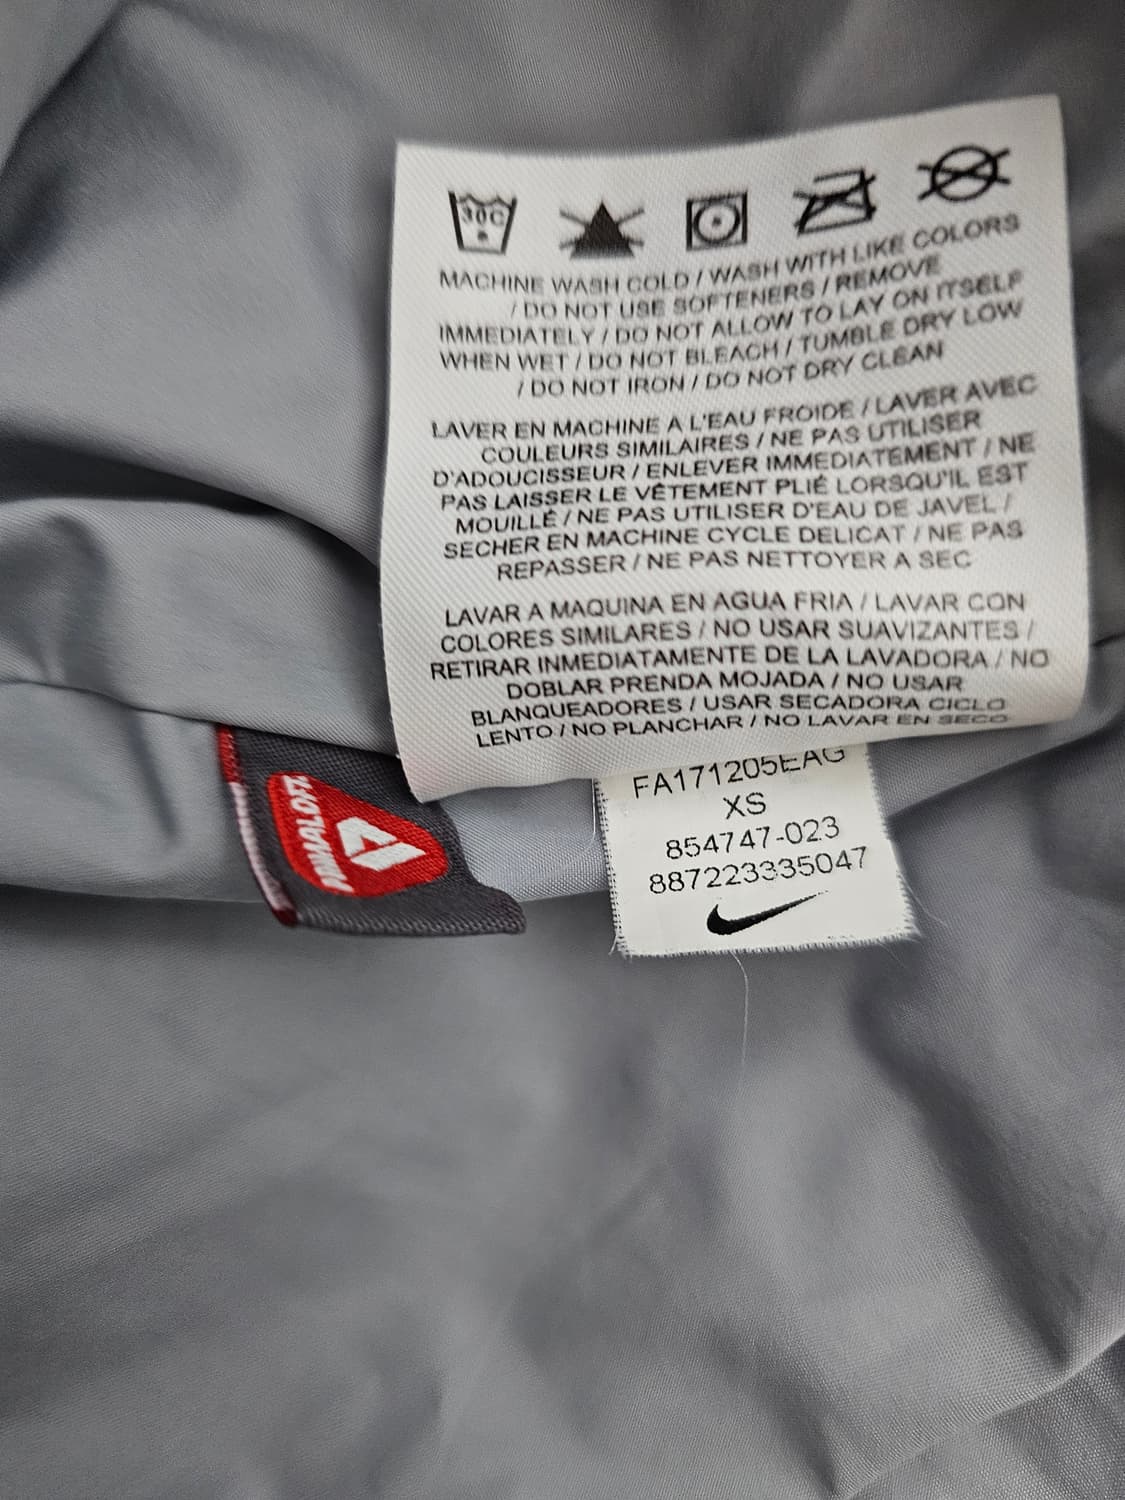 30C
MACHINE WASH COLD / WASH WITH LIKE COLORS
/ DO NOT USE SOFTENERS / REMOVE
IMMEDIATELY / DO NOT ALLOW TO LAY ON ITSELF
WHEN WET / DO NOT BLEACH / TUMBLE DRY LOW
/ DO NOT IRON / DO NOT DRY CLEAN
LAVER EN MACHINE A L'EAU FROIDE / LAVER AVEC
COULEURS SIMILAIRES / NE PAS UTILISER
D'ADOUCISSEUR / ENLEVER IMMEDIATEMENT / NE
PAS LAISSER LE VÊTEMENT PLIÉ LORSQU'IL EST
MOUILLÉ / NE PAS UTILISER D'EAU DE JAVEL /
SECHER EN MACHINE CYCLE DELICAT / NE PAS
REPASSER / NE PAS NETTOYER A SEC
LAVAR A MAQUINA EN AGUA FRIA / LAVAR CON
COLORES SIMILARES / NO USAR SUAVIZANTES /
RETIRAR INMEDIATAMENTE DE LA LAVADORA / NO
DOBLAR PRENDA MOJADA / NO USAR
BLANQUEADORES / USAR SECADORA CICLO
LENTO / NO PLANCHAR / NO LAVAR EN SECO
FA171205EAG
XS
854747-023
887223335047